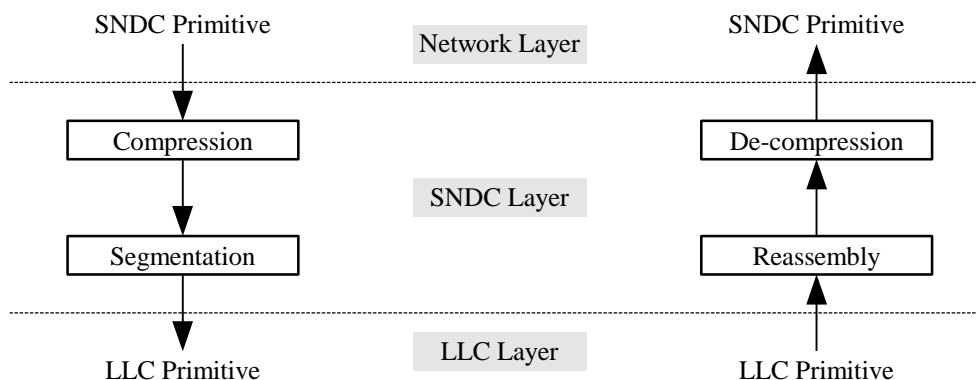 SNDC Primitive
Network Layer
SNDC Primitive
Compression
De-compression
SNDC Layer
Segmentation
Reassembly
LLC Layer
LLC Primitive
LLC Primitive